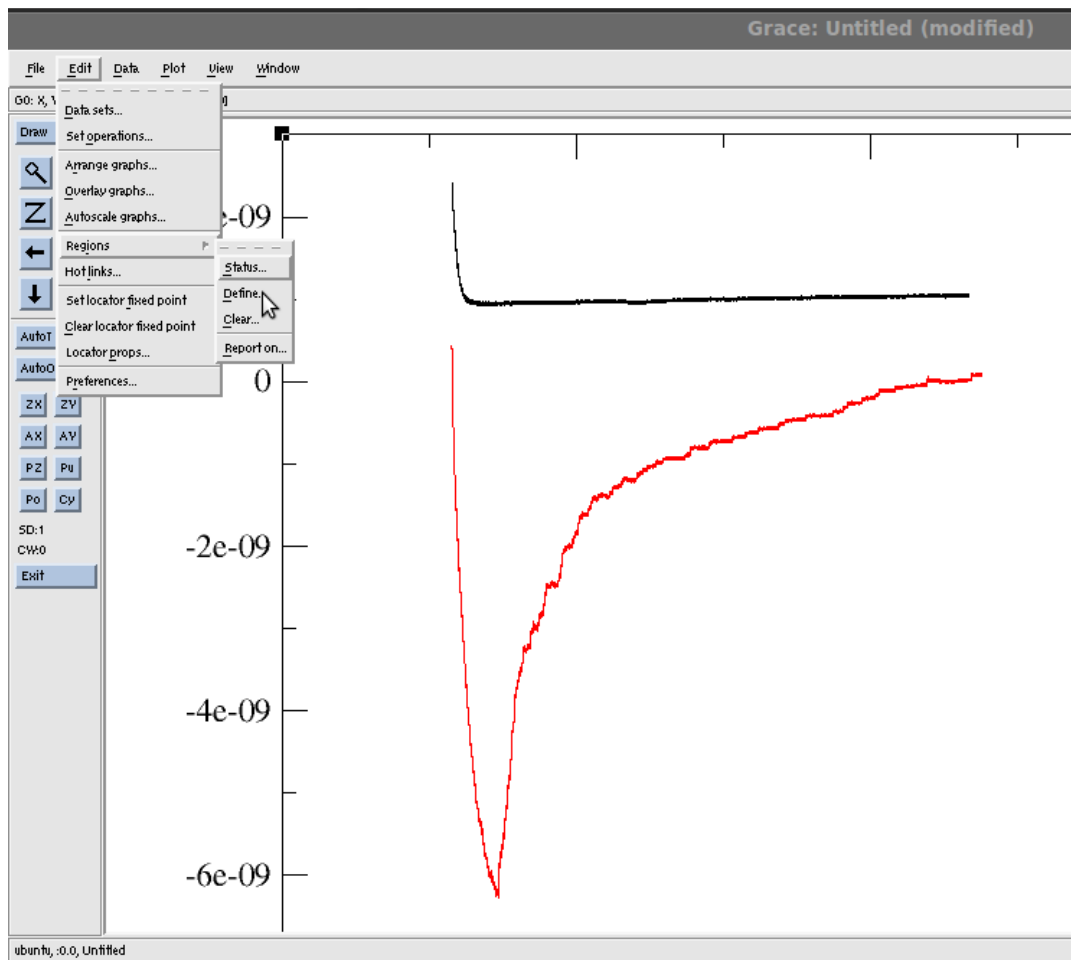 Grace: Untitled (modified)
File Edit Data Plot View Window
G0: X,
Data sets...
Set operations...
Arrange graphs...
Overlay graphs...
Autoscale graphs...
Regions
Hot links...
Set locator fixed point
Clear locator fixed point
Locator props...
Preferences...
Status...
Define...
Clear...
Report on...
Draw
Z
AutoT
AutoO
ZX ZY
AX AY
PZ Pu
Po Cy
SD:1
CW:0
Exit
e-09
0
-2e-09
-4e-09
-6e-09
ubuntu, :0.0, Untitled